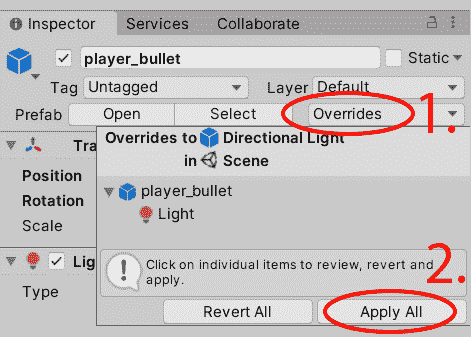 Inspector Services Collaborate
player_bullet Static
Tag Untagged Layer Default
Prefab Open Select Overrides 1.
Overrides to Directional Light
in Scene
Tra
Position
Rotation
Scale
player_bullet
Light
Lig
Type
Click on individual items to review, revert and
apply.
2.
Revert All Apply All